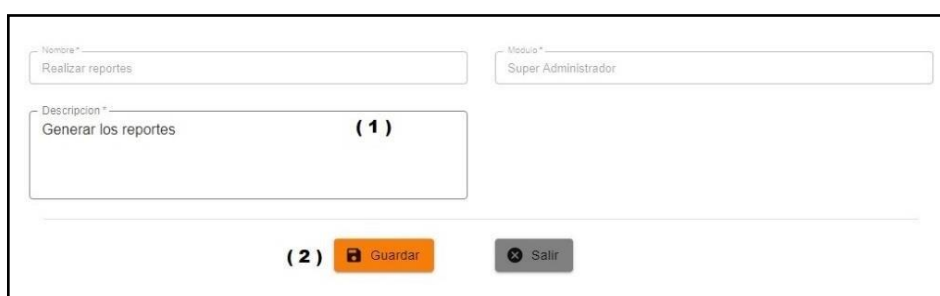 Nombre *
Modulo *
Realizar reportes
Super Administrador
Descripcion *
Generar los reportes
( 1 )
( 2 )
Guardar
Salir